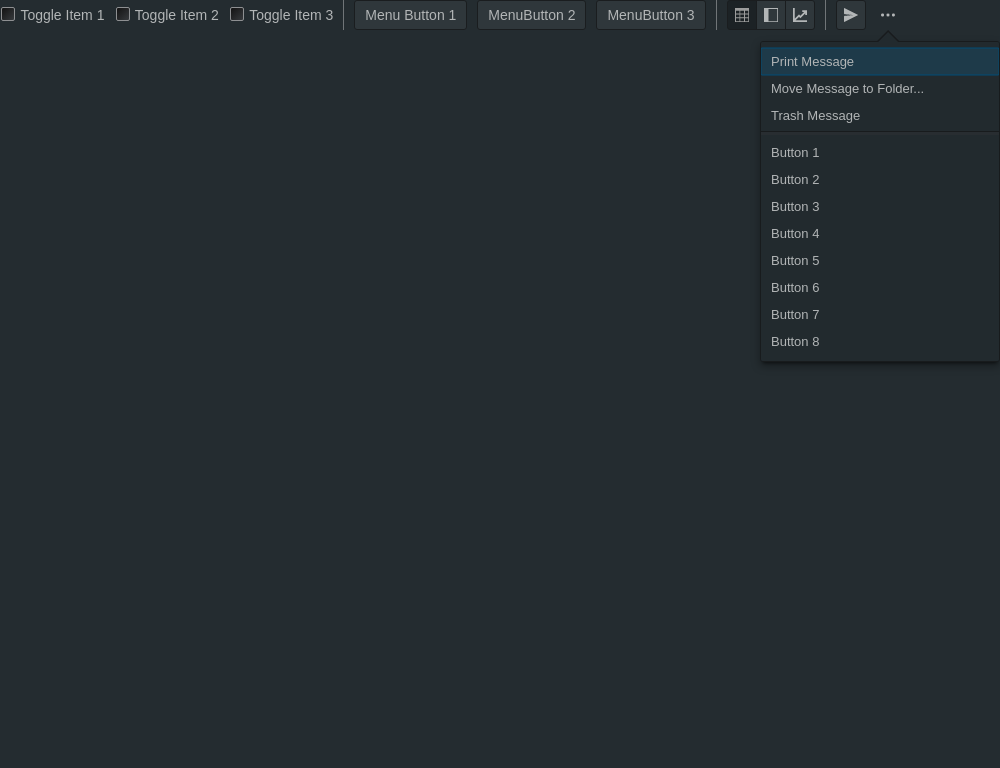 Toggle Item 1 Toggle Item 2 Toggle Item 3 Menu Button 1 MenuButton 2 MenuButton 3
Print Message
Move Message to Folder...
Trash Message
Button 1
Button 2
Button 3
Button 4
Button 5
Button 6
Button 7
Button 8